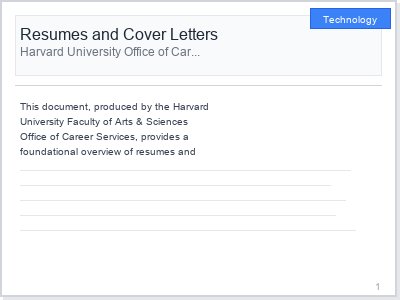 Technology
Resumes and Cover Letters
Harvard University Office of Car...
This document, produced by the Harvard
University Faculty of Arts & Sciences
Office of Career Services, provides a
foundational overview of resumes and
1